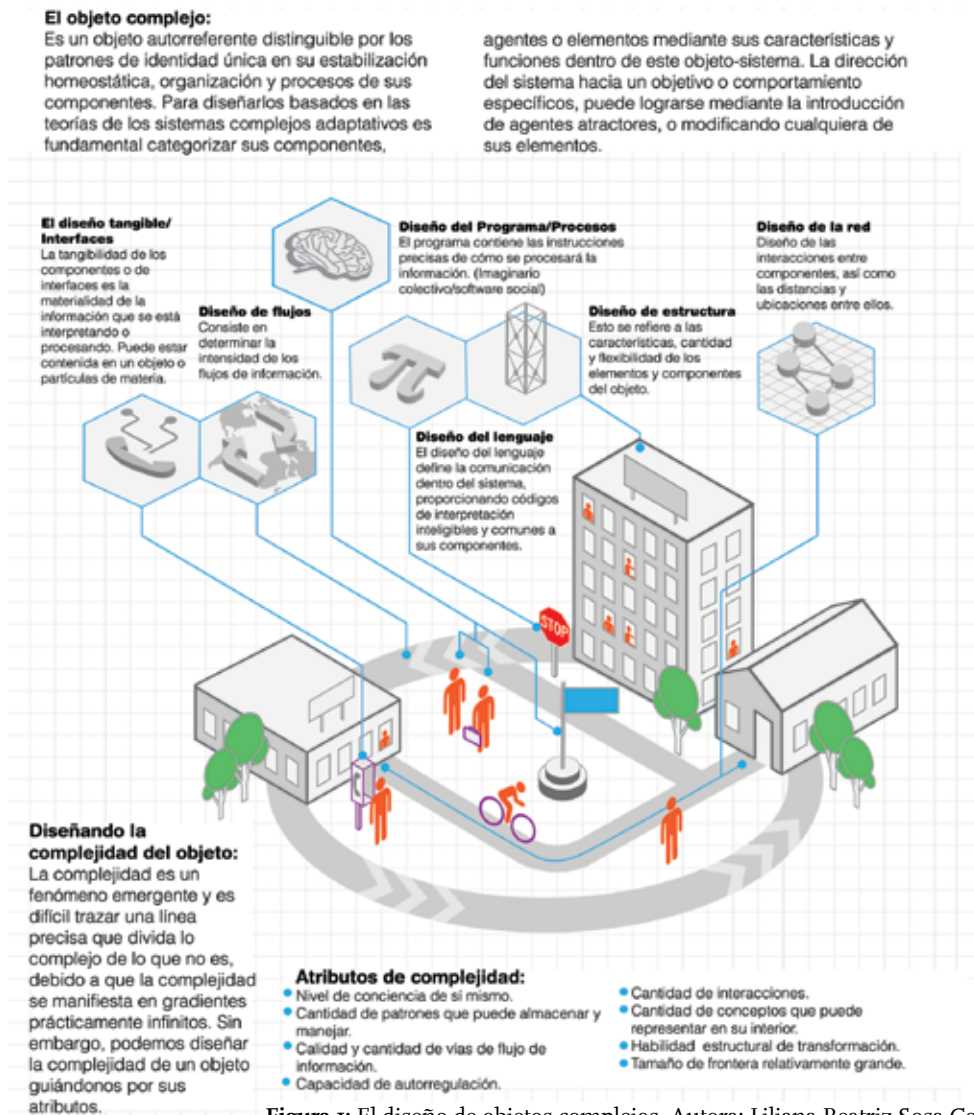 El objeto complejo:
Es un objeto autorreferente distinguible por los
patrones de identidad única en su estabilización
homeostática, organización y procesos de sus
componentes. Para diseñarlos basados en las
teorías de los sistemas complejos adaptativos es
fundamental categorizar sus componentes,
agentes o elementos mediante sus características y
funciones dentro de este objeto-sistema. La dirección
del sistema hacia un objetivo o comportamiento
específicos, puede lograrse mediante la introducción
de agentes atractores, o modificando cualquiera de
sus elementos.
El diseño tangible/
Interfaces
La tangibilidad de los
componentes o de
interfaces es la
materialidad de la
información que se está
interpretando o
procesando. Puede estar
contenida en un objeto o
partículas de materia.
Diseño de flujos
Consiste en
determinar la
intensidad de los
flujos de información.
Diseño del Programa/Procesos
El programa contiene las instrucciones
precisas de cómo se procesará la
información. (Imaginario
colectivo/software social)
Diseño de estructura
Esto se refiere a las
características, cantidad
y flexibilidad de los
elementos y componentes
del objeto.
Diseño de la red
Diseño de las
interacciones entre
componentes, así como
las distancias y
ubicaciones entre ellos.
Diseño del lenguaje
El diseño del lenguaje
define la comunicación
dentro del sistema,
proporcionando códigos
de interpretación
inteligibles y comunes a
sus componentes.
STOP
Diseñando la
complejidad del objeto:
La complejidad es un
fenómeno emergente y es
difícil trazar una línea
precisa que divida lo
complejo de lo que no es,
debido a que la complejidad
se manifiesta en gradientes
prácticamente infinitos. Sin
embargo, podemos diseñar
la complejidad de un objeto
guiándonos por sus
atributos.
Atributos de complejidad:
Nivel de conciencia de sí mismo.
Cantidad de patrones que puede almacenar y
manejar.
Calidad y cantidad de vías de flujo de
información.
Capacidad de autorregulación.
Cantidad de interacciones.
Cantidad de conceptos que puede
representar en su interior.
Habilidad estructural de transformación.
Tamaño de frontera relativamente grande.
Figura 1: El diseño de objetos complejos. Autora: Liliana Beatriz Sosa